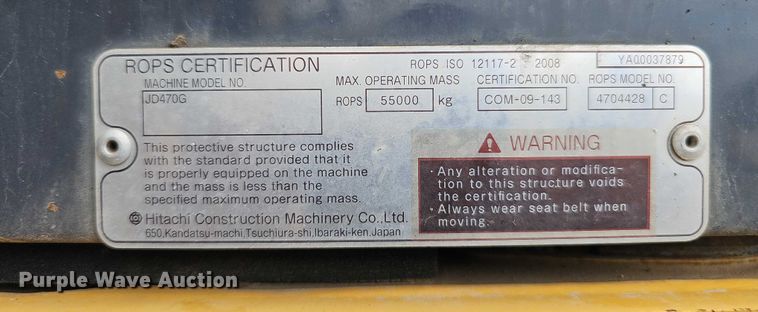 ROPS CERTIFICATION
ROPS ISO 12117-2 2008
YAQ0037879
MACHINE MODEL NO.
JD470G
MAX. OPERATING MASS
ROPS 55000 kg
CERTIFICATION NO.
COM-09-143
ROPS MODEL NO.
4704428 C
This protective structure complies
with the standard provided that it
is properly equipped on the machine
and the mass is less than the
specified maximum operating mass.
Hitachi Construction Machinery Co.,Ltd.
650,Kandatsu-machi,Tsuchiura-shi,Ibaraki-ken,Japan
WARNING
· Any alteration or modifica-
tion to this structure voids
the certification.
· Always wear seat belt when
moving.
Purple Wave Auction